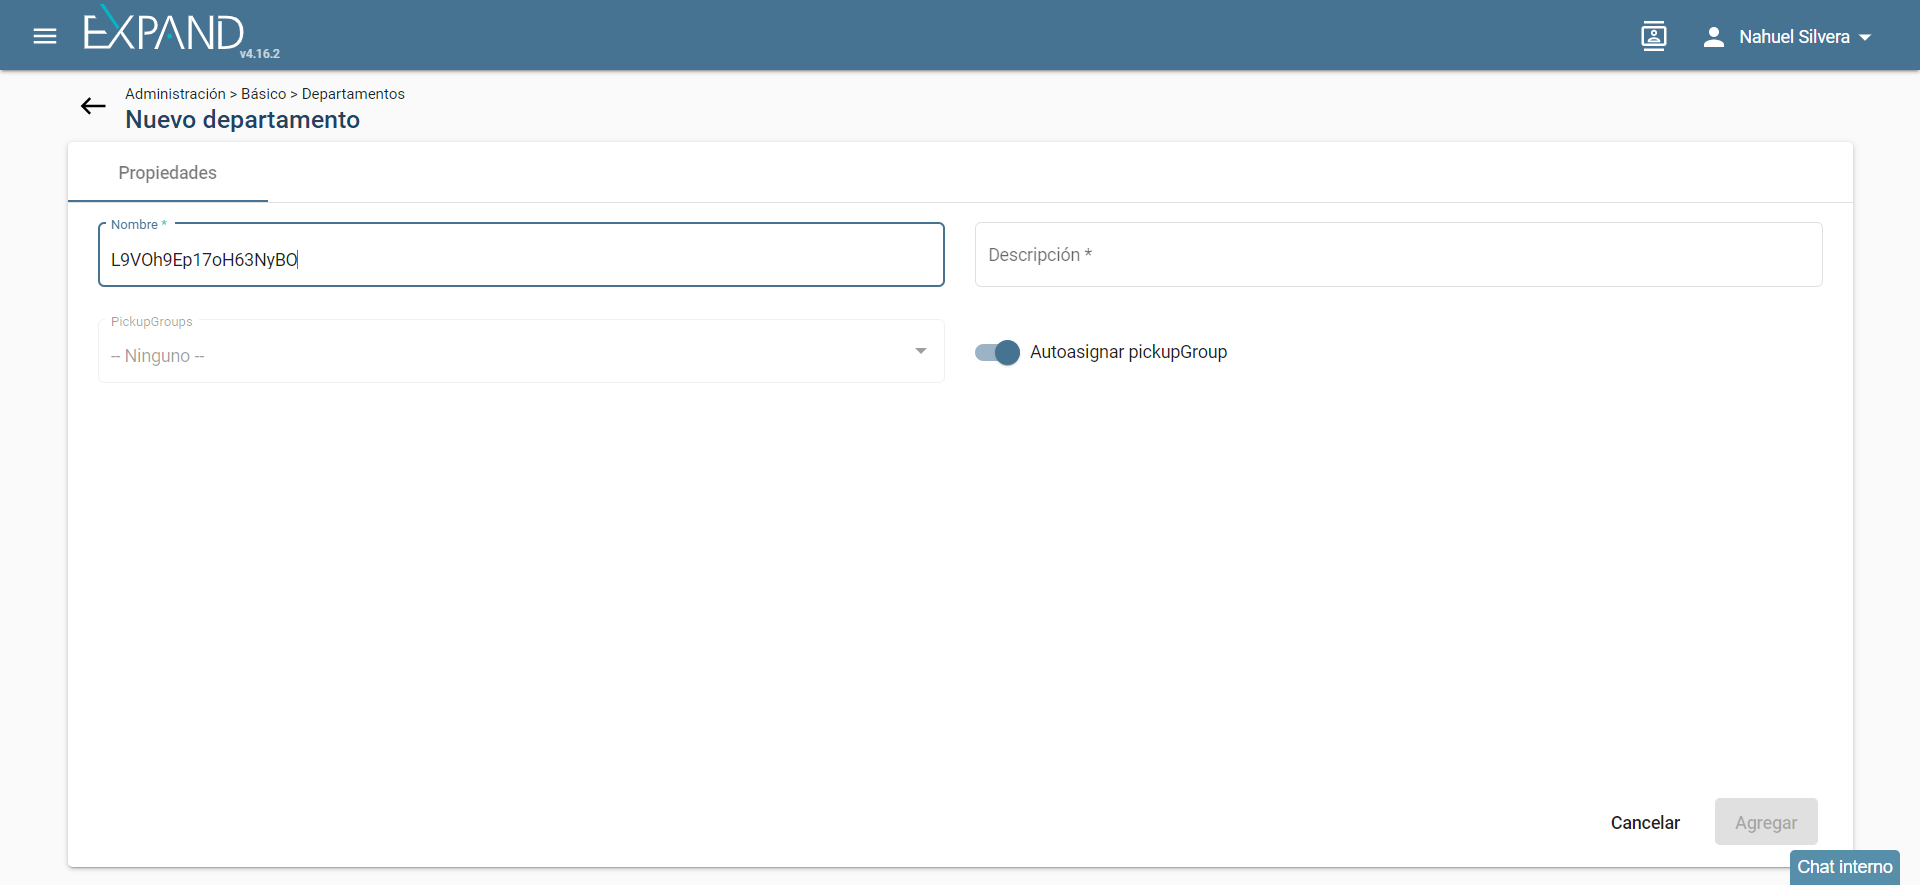 EXPAND
v4.16.2
Nahuel Silvera
Administración > Básico > Departamentos
Nuevo departamento
Propiedades
Nombre *
L9VOh9Ep17oH63NyBO
Descripción *
PickupGroups
-- Ninguno --
Autoasignar pickupGroup
Cancelar
Agregar
Chat interno